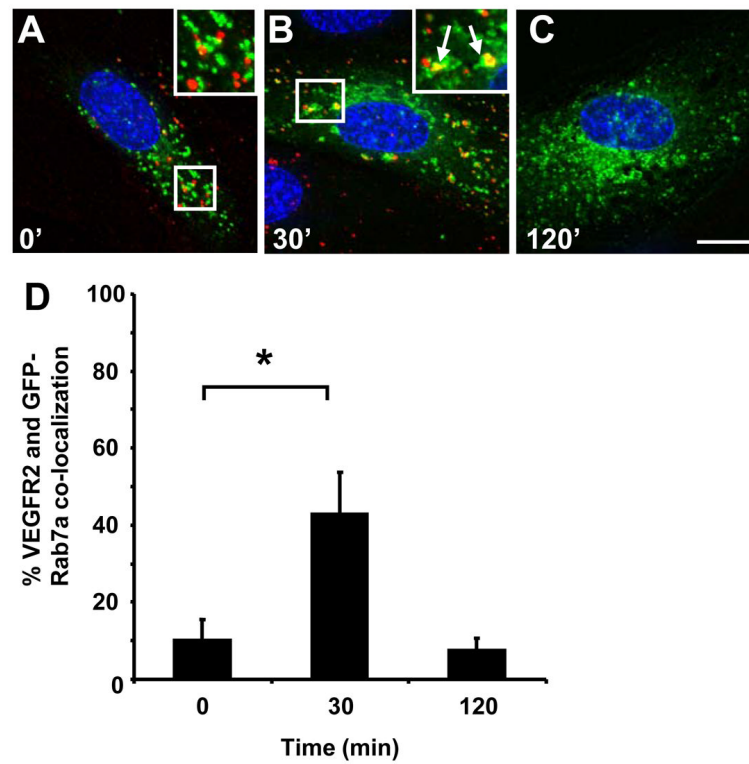 A
B
C
0’
30’
120’
D
100
80
60
40
20
0
% VEGFR2 and GFP-
Rab7a co-localization
*
0
30
120
Time (min)